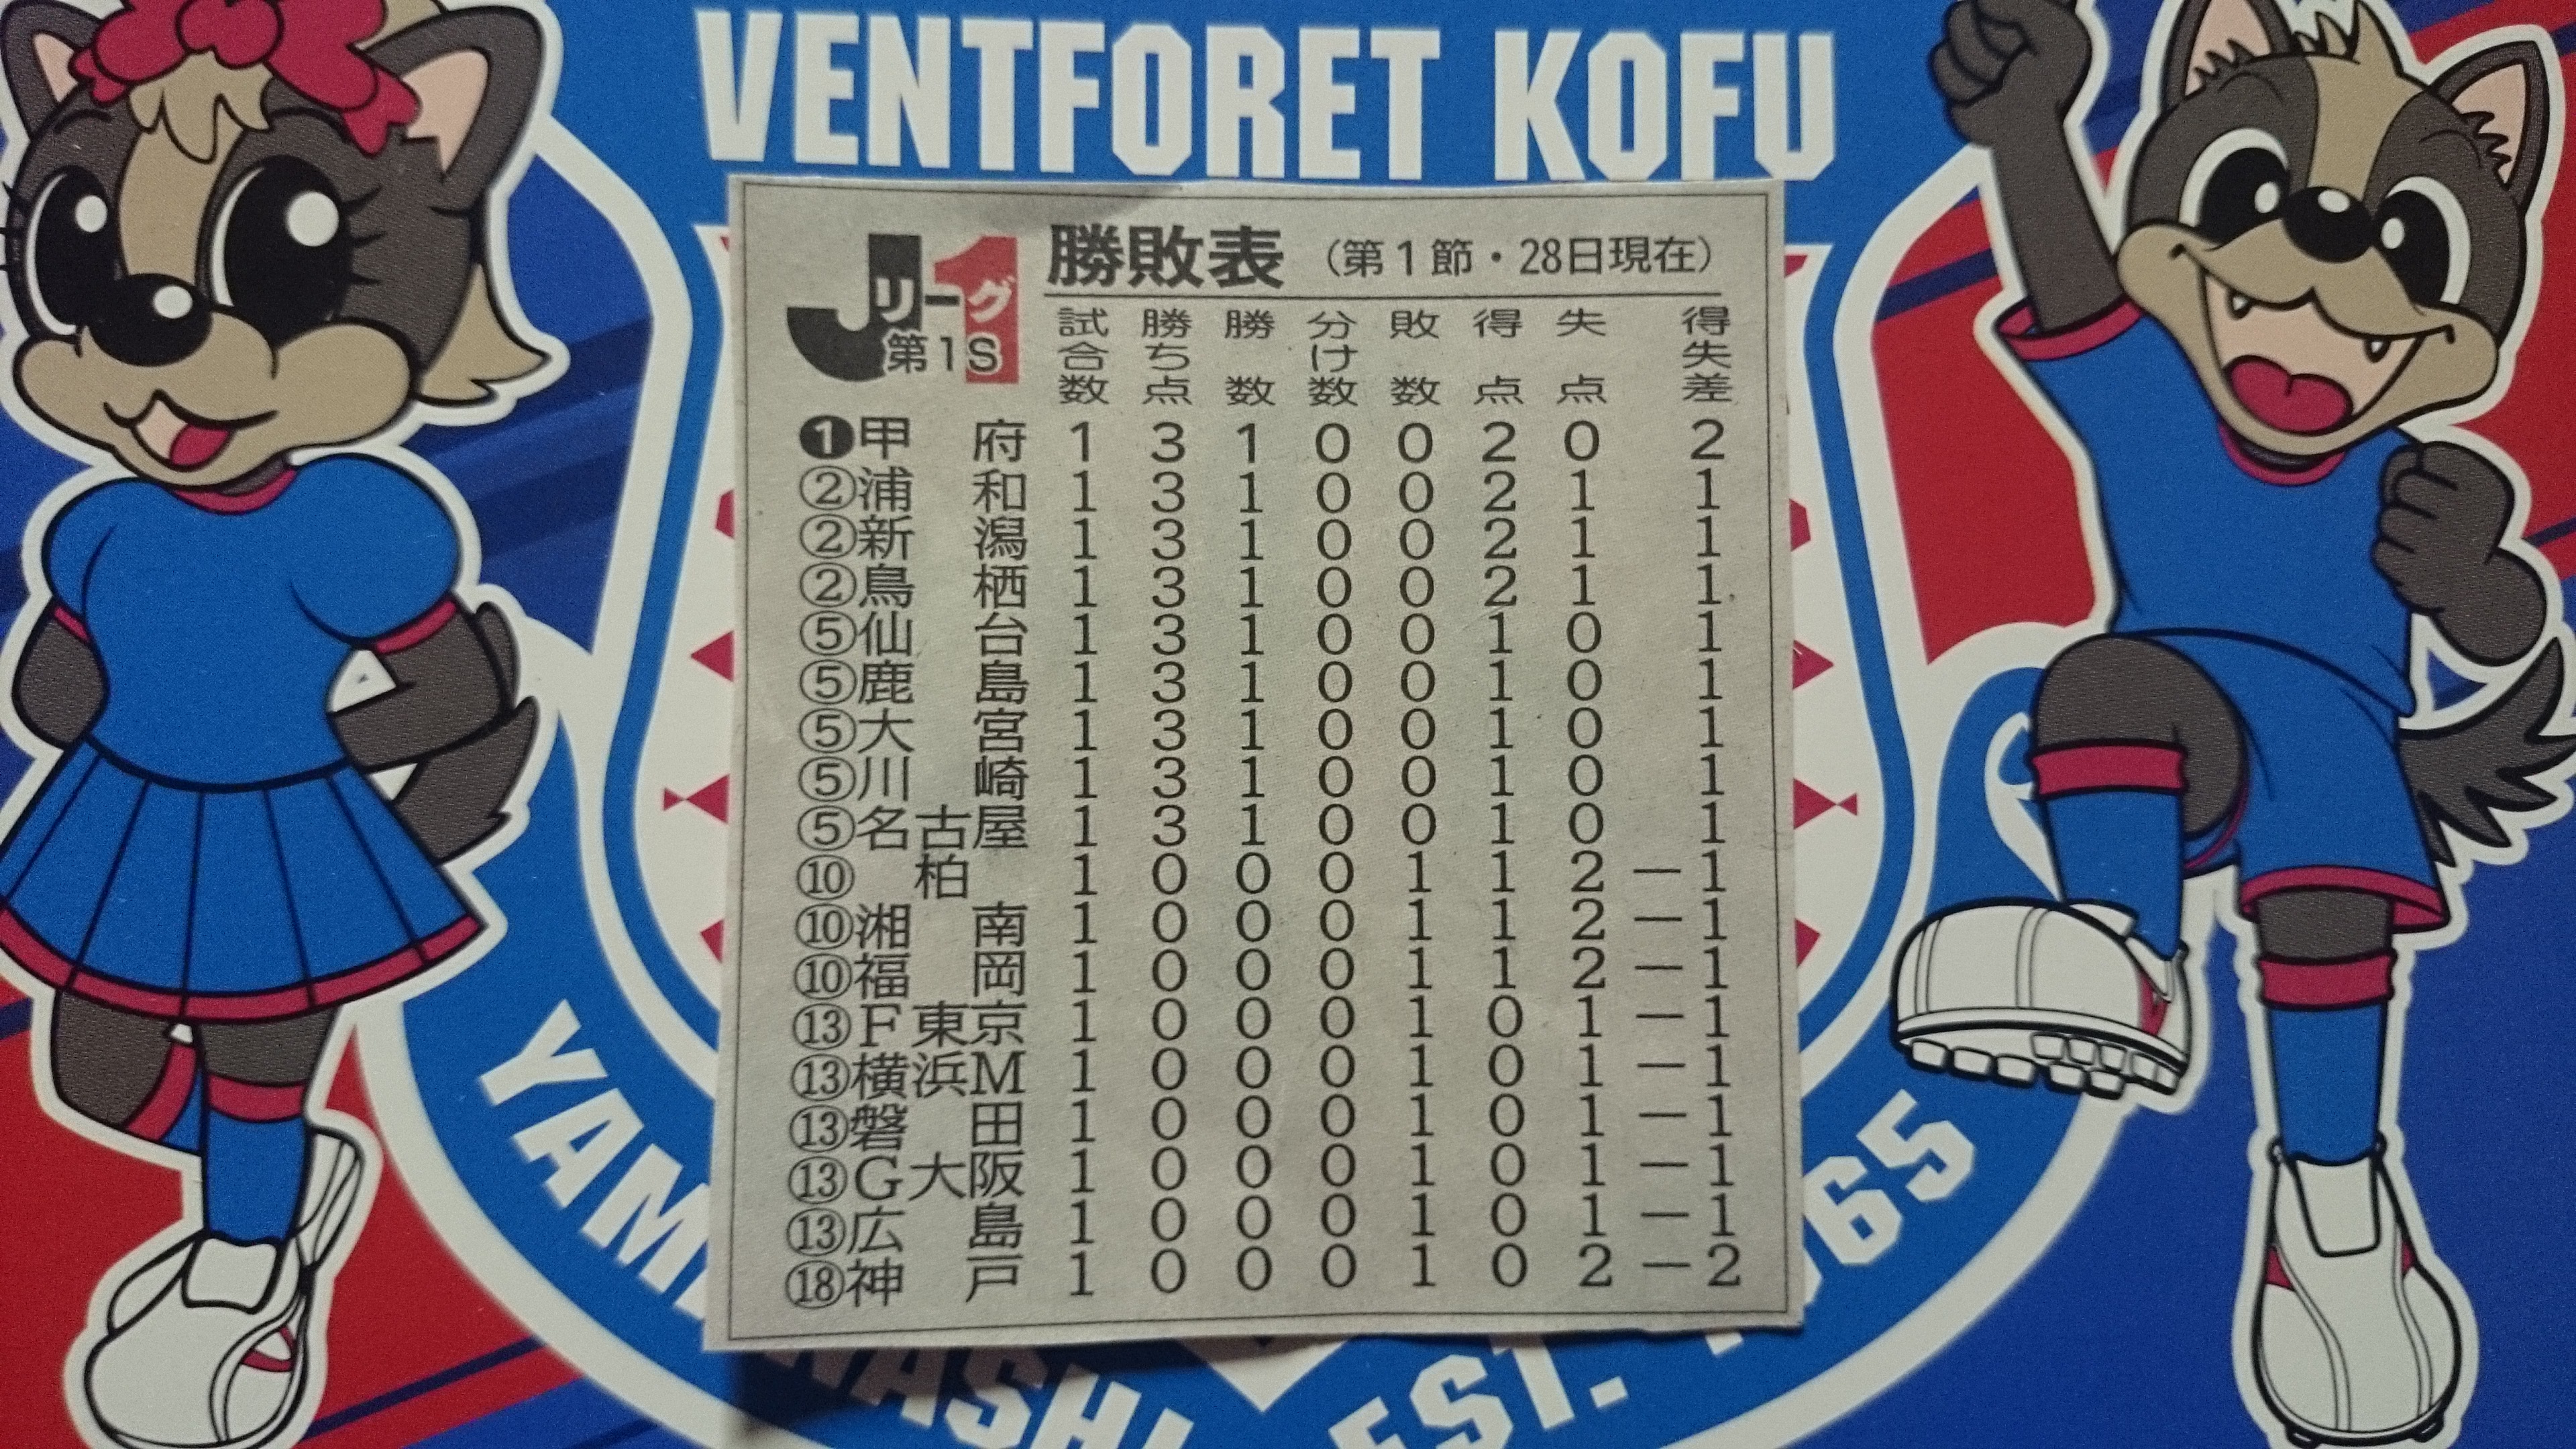 VENTFORET KOFU
Jリーグ1 第1S
勝敗表 (第1節・28日現在)
試合数 勝ち点 勝数 分け数 敗数 得点 失点 得失差
❶甲府 1 3 1 0 0 2 0 2
②浦和 1 3 1 0 0 2 1 1
②新潟 1 3 1 0 0 2 1 1
②鳥栖 1 3 1 0 0 2 1 1
⑤仙台 1 3 1 0 0 1 0 1
⑤鹿島 1 3 1 0 0 1 0 1
⑤大宮 1 3 1 0 0 1 0 1
⑤川崎 1 3 1 0 0 1 0 1
⑤名古屋 1 3 1 0 0 1 0 1
⑩柏 1 0 0 0 1 1 2 －1
⑩湘南 1 0 0 0 1 1 2 －1
⑩福岡 1 0 0 0 1 1 2 －1
⑬F東京 1 0 0 0 1 0 1 －1
⑬横浜M 1 0 0 0 1 0 1 －1
⑬磐田 1 0 0 0 1 0 1 －1
⑬G大阪 1 0 0 0 1 0 1 －1
⑬広島 1 0 0 0 1 0 1 －1
⑱神戸 1 0 0 0 1 0 2 －2
EST.